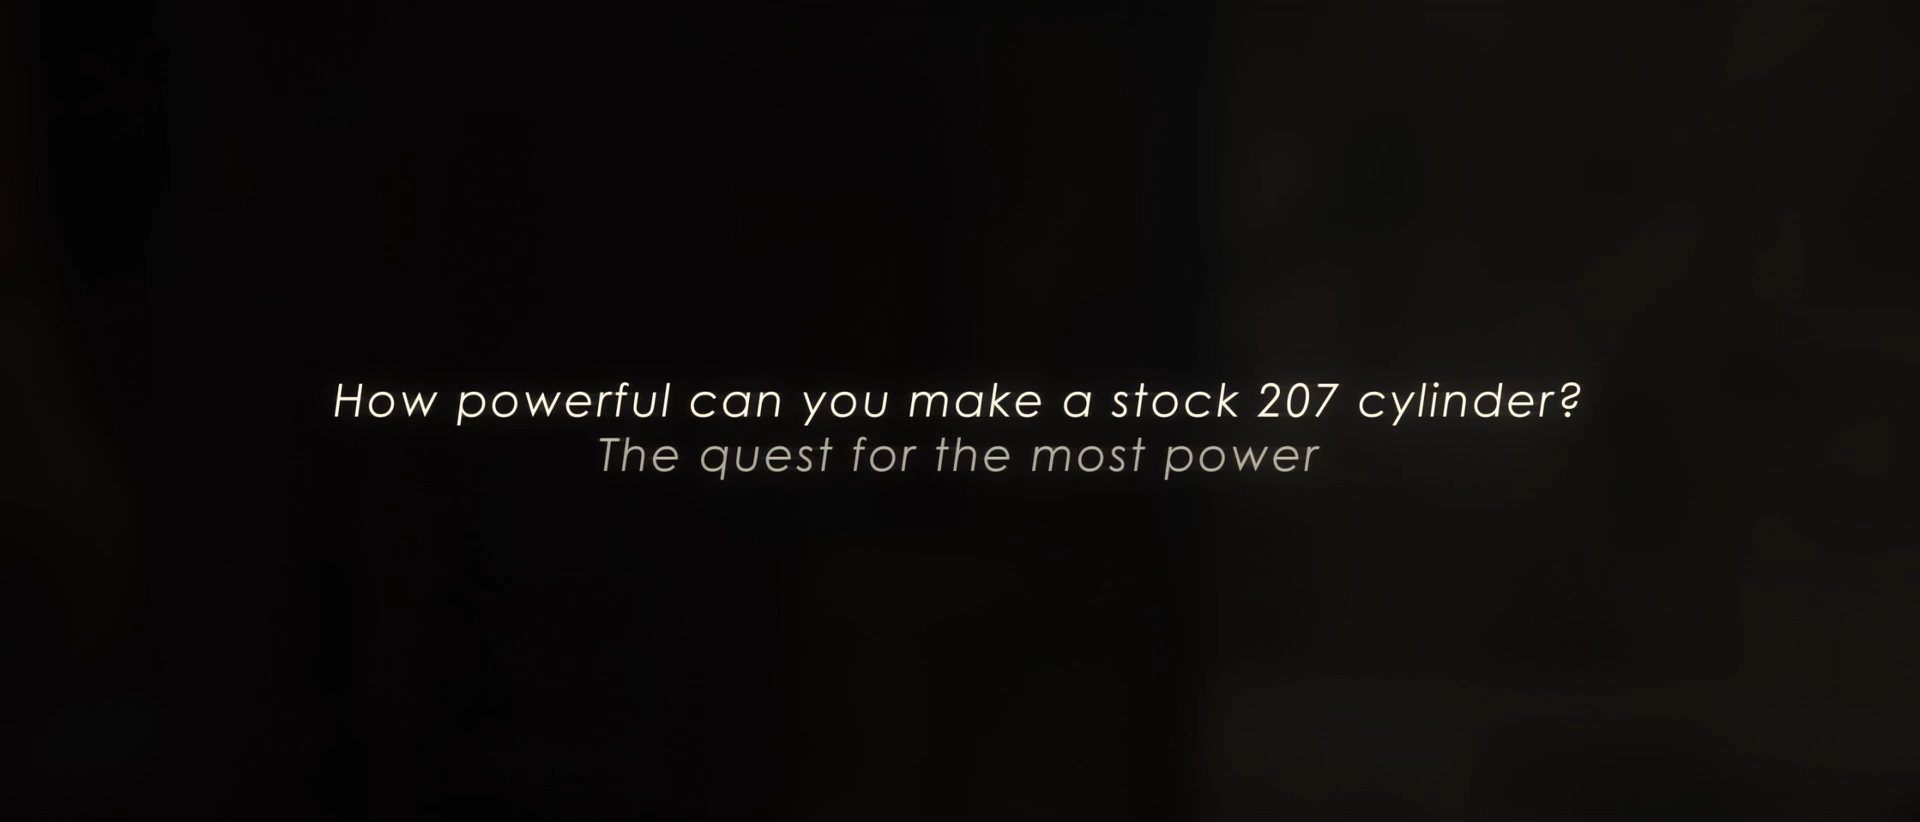 How powerful can you make a stock 207 cylinder?
The quest for the most power